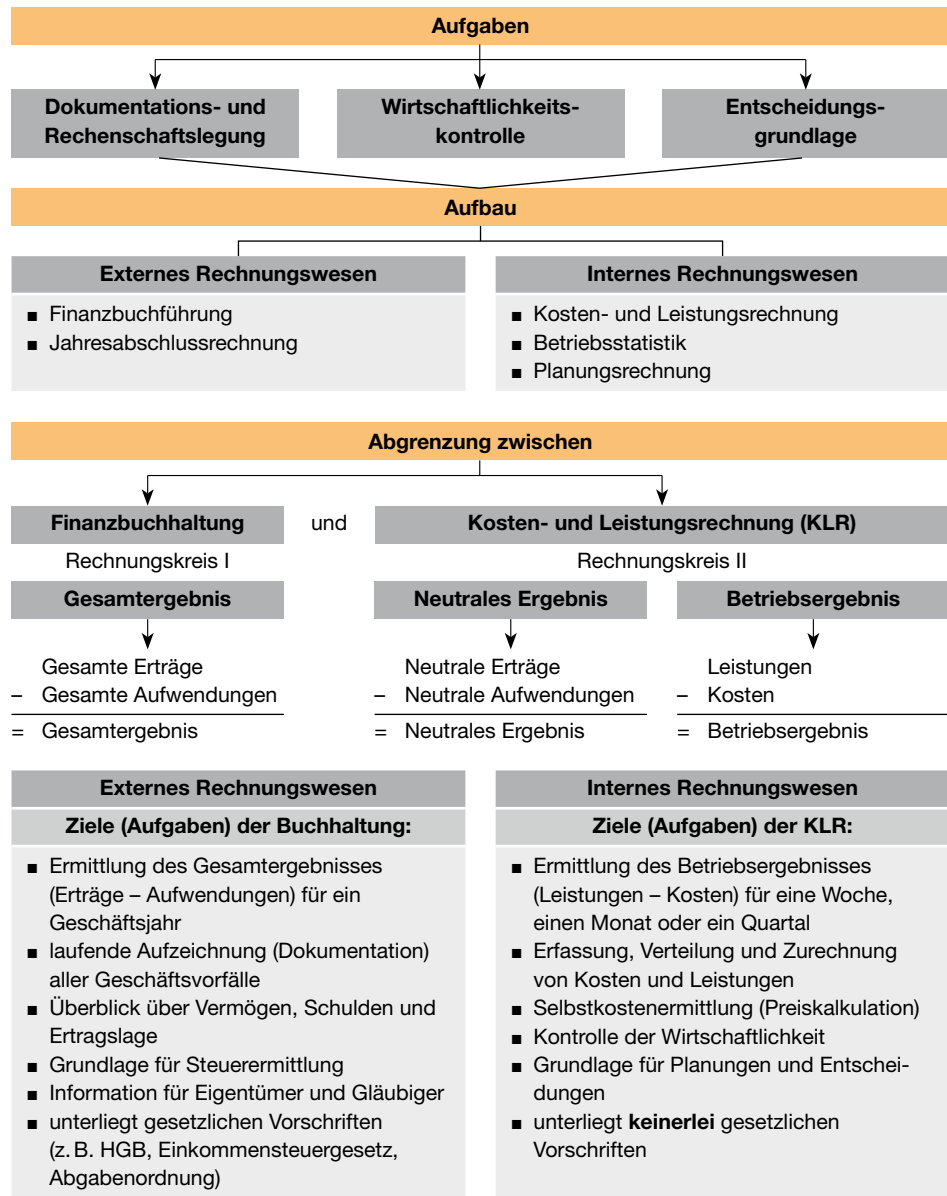 Aufgaben
Dokumentations- und
Rechenschaftslegung
Wirtschaftlichkeits-
kontrolle
Entscheidungs-
grundlage
Aufbau
Externes Rechnungswesen
■ Finanzbuchführung
■ Jahresabschlussrechnung
Internes Rechnungswesen
■ Kosten- und Leistungsrechnung
■ Betriebsstatistik
■ Planungsrechnung
Abgrenzung zwischen
Finanzbuchhaltung
und
Kosten- und Leistungsrechnung (KLR)
Rechnungskreis I
Rechnungskreis II
Gesamtergebnis
Gesamte Erträge
– Gesamte Aufwendungen
= Gesamtergebnis
Neutrales Ergebnis
Neutrale Erträge
– Neutrale Aufwendungen
= Neutrales Ergebnis
Betriebsergebnis
Leistungen
– Kosten
= Betriebsergebnis
Externes Rechnungswesen
Ziele (Aufgaben) der Buchhaltung:
■ Ermittlung des Gesamtergebnisses
(Erträge – Aufwendungen) für ein
Geschäftsjahr
■ laufende Aufzeichnung (Dokumentation)
aller Geschäftsvorfälle
■ Überblick über Vermögen, Schulden und
Ertragslage
■ Grundlage für Steuerermittlung
■ Information für Eigentümer und Gläubiger
■ unterliegt gesetzlichen Vorschriften
(z. B. HGB, Einkommensteuergesetz,
Abgabenordnung)
Internes Rechnungswesen
Ziele (Aufgaben) der KLR:
■ Ermittlung des Betriebsergebnisses
(Leistungen – Kosten) für eine Woche,
einen Monat oder ein Quartal
■ Erfassung, Verteilung und Zurechnung
von Kosten und Leistungen
■ Selbstkostenermittlung (Preiskalkulation)
■ Kontrolle der Wirtschaftlichkeit
■ Grundlage für Planungen und Entschei-
dungen
■ unterliegt keinerlei gesetzlichen
Vorschriften